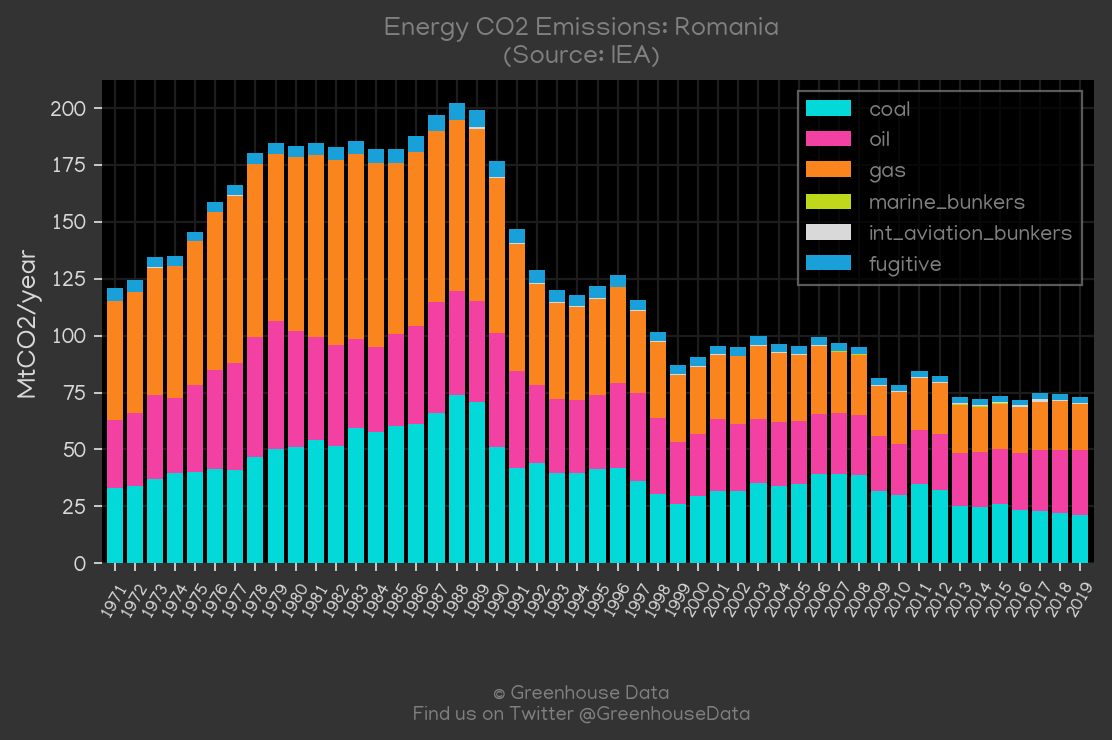 Energy CO2 Emissions: Romania
(Source: IEA)
MtCO2/year
200
175
150
125
100
75
50
25
0
coal
oil
gas
marine_bunkers
int_aviation_bunkers
fugitive
1971 1972 1973 1974 1975 1976 1977 1978 1979 1980 1981 1982 1983 1984 1985 1986 1987 1988 1989 1990 1991 1992 1993 1994 1995 1996 1997 1998 1999 2000 2001 2002 2003 2004 2005 2006 2007 2008 2009 2010 2011 2012 2013 2014 2015 2016 2017 2018 2019
© Greenhouse Data
Find us on Twitter @GreenhouseData